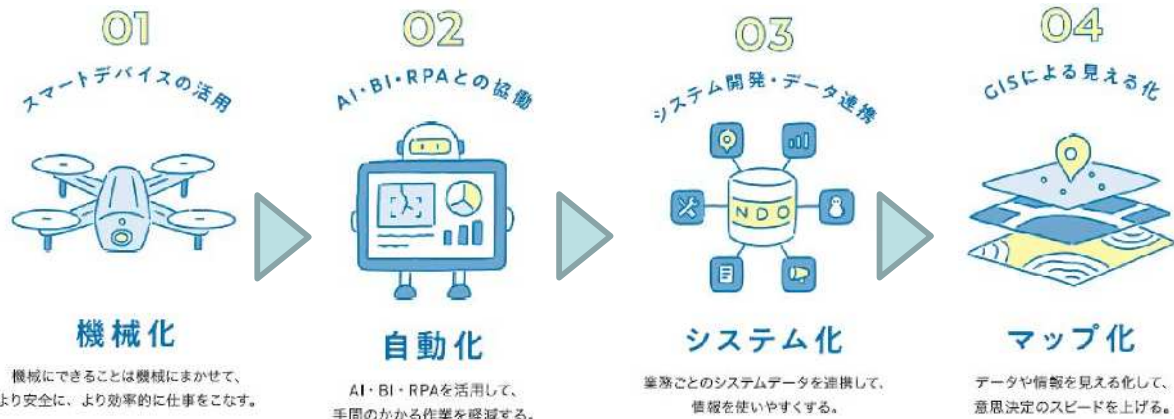 01
スマートデバイスの活用
機械化
機械にできることは機械にまかせて、
より安全に、より効率的に仕事をこなす。
02
AI・BI・RPAとの協働
自動化
AI・BI・RPAを活用して、
手間のかかる作業を軽減する。
03
システム開発・データ連携
NDO
システム化
業務ごとのシステムデータを連携して、
情報を使いやすくする。
04
GISによる見える化
マップ化
データや情報を見える化して、
意思決定のスピードを上げる。